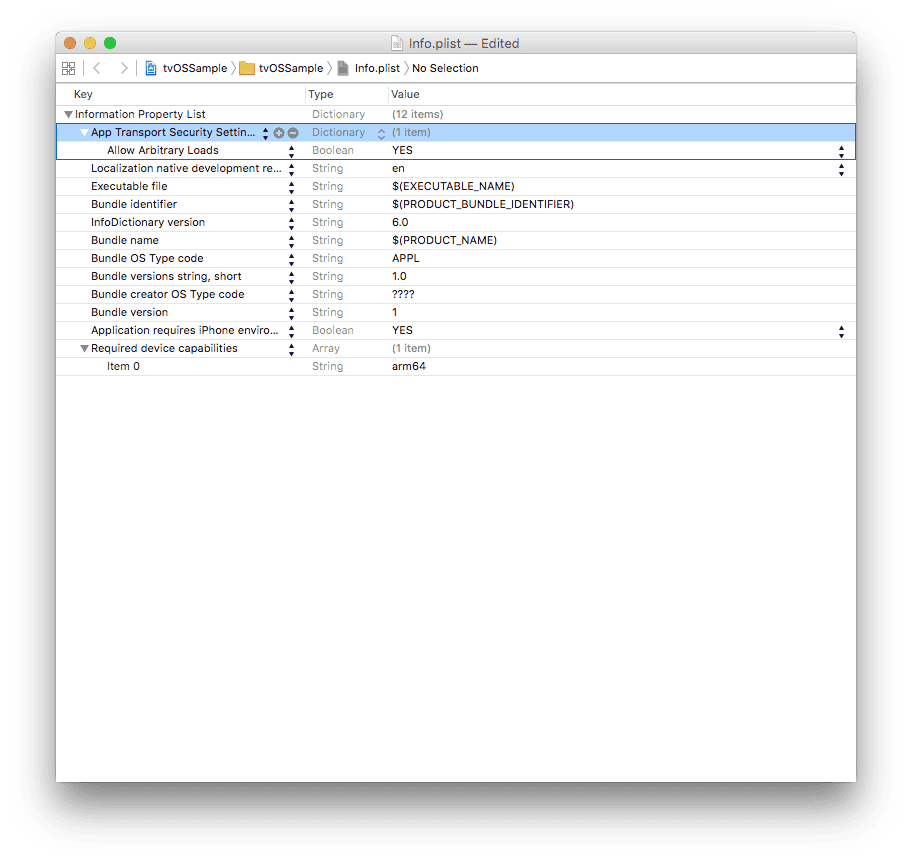 Info.plist — Edited
tvOSSample tvOSSample Info.plist No Selection
Key Type Value
Information Property List Dictionary (12 items)
App Transport Security Settin... Dictionary (1 item)
Allow Arbitrary Loads Boolean YES
Localization native development re... String en
Executable file String $(EXECUTABLE_NAME)
Bundle identifier String $(PRODUCT_BUNDLE_IDENTIFIER)
InfoDictionary version String 6.0
Bundle name String $(PRODUCT_NAME)
Bundle OS Type code String APPL
Bundle versions string, short String 1.0
Bundle creator OS Type code String ????
Bundle version String 1
Application requires iPhone enviro... Boolean YES
Required device capabilities Array (1 item)
Item 0 String arm64